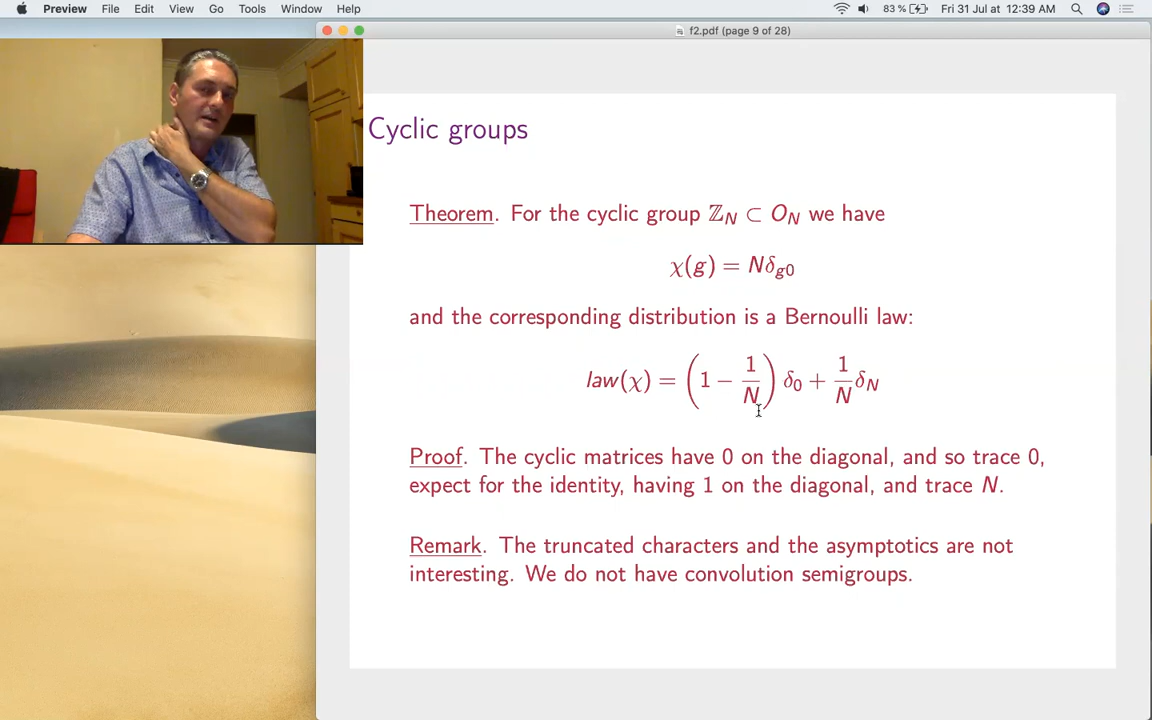 Preview File Edit View Go Tools Window Help 83 % Fri 31 Jul at 12:39 AM
f2.pdf (page 9 of 28)
Cyclic groups
Theorem. For the cyclic group ℤ_N ⊂ O_N we have
χ(g) = Nδ_{g0}
and the corresponding distribution is a Bernoulli law:
law(χ) = (1 − 1/N) δ_0 + 1/N δ_N
Proof. The cyclic matrices have 0 on the diagonal, and so trace 0,
expect for the identity, having 1 on the diagonal, and trace N.
Remark. The truncated characters and the asymptotics are not
interesting. We do not have convolution semigroups.